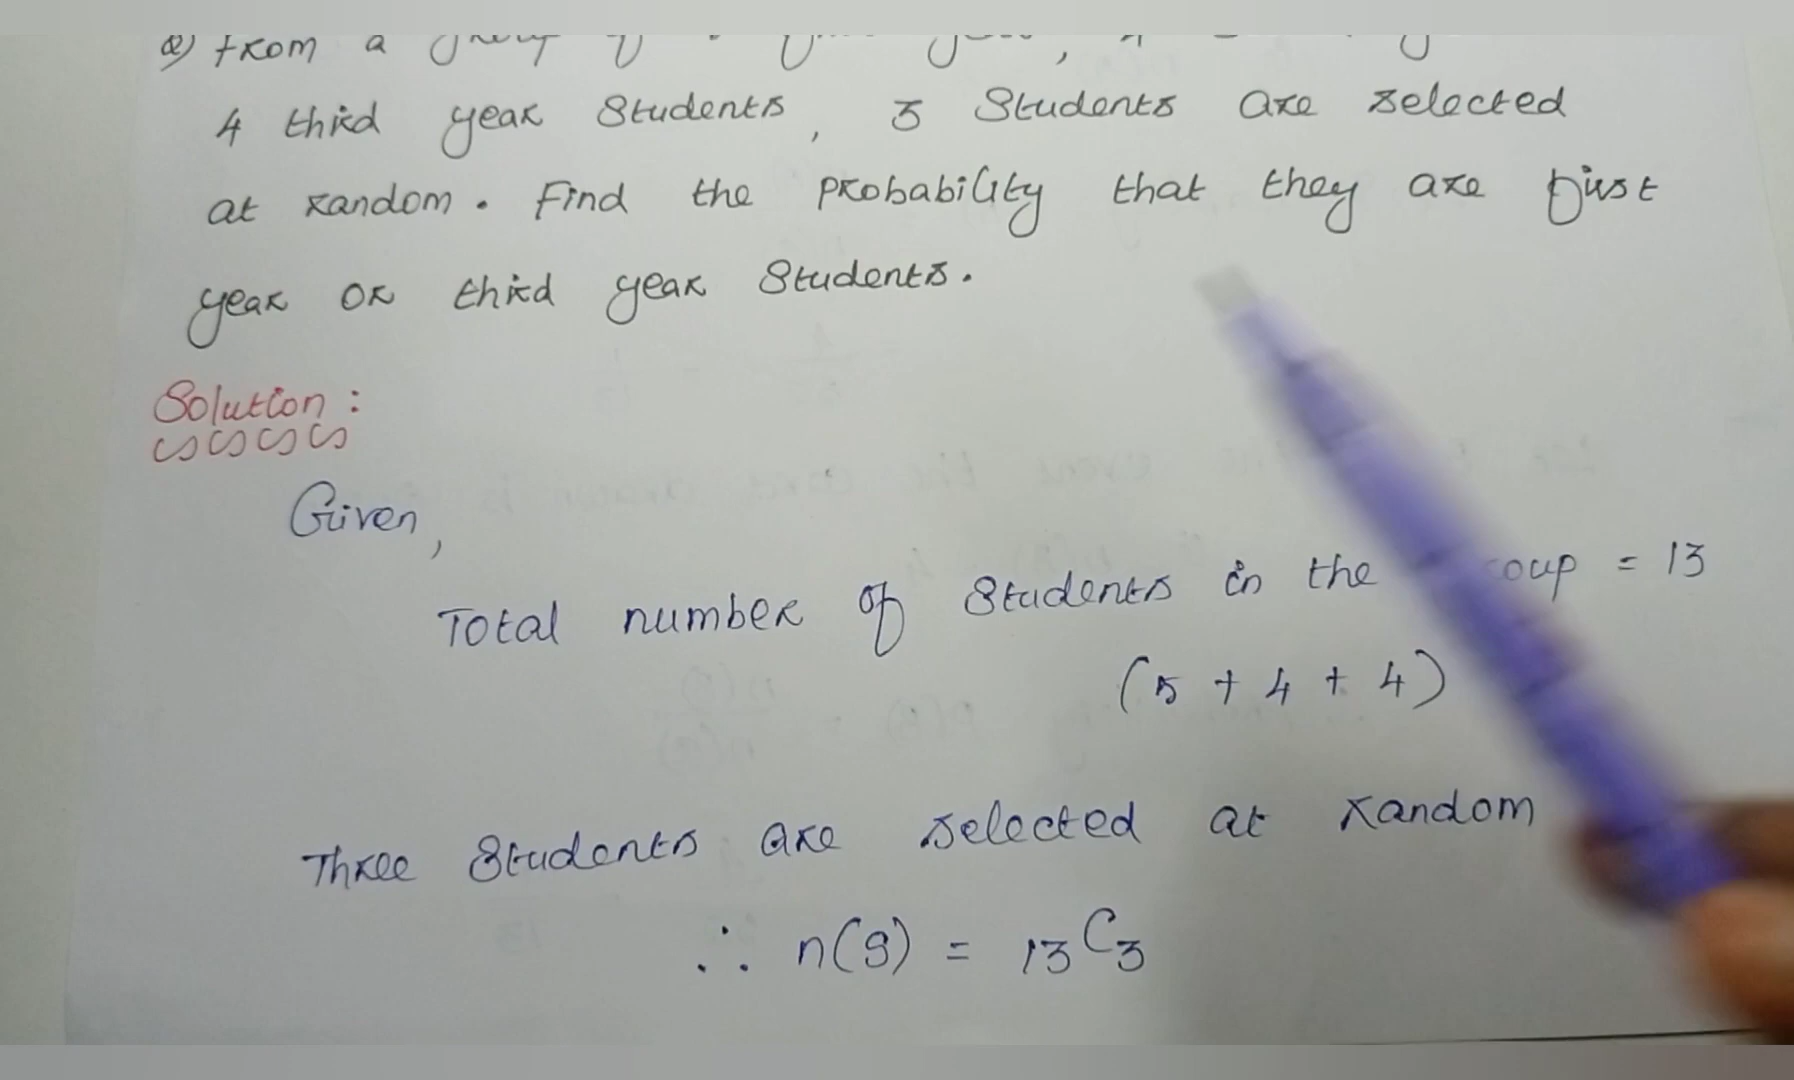 from a
4 third year Students, 3 Students are selected
at random. Find the probability that they are first
year or third year Students.
Solution:
Given,
Total number of Students in the = 13
(5 + 4 + 4)
Three Students are selected at random
∴ n(S) = 13C3